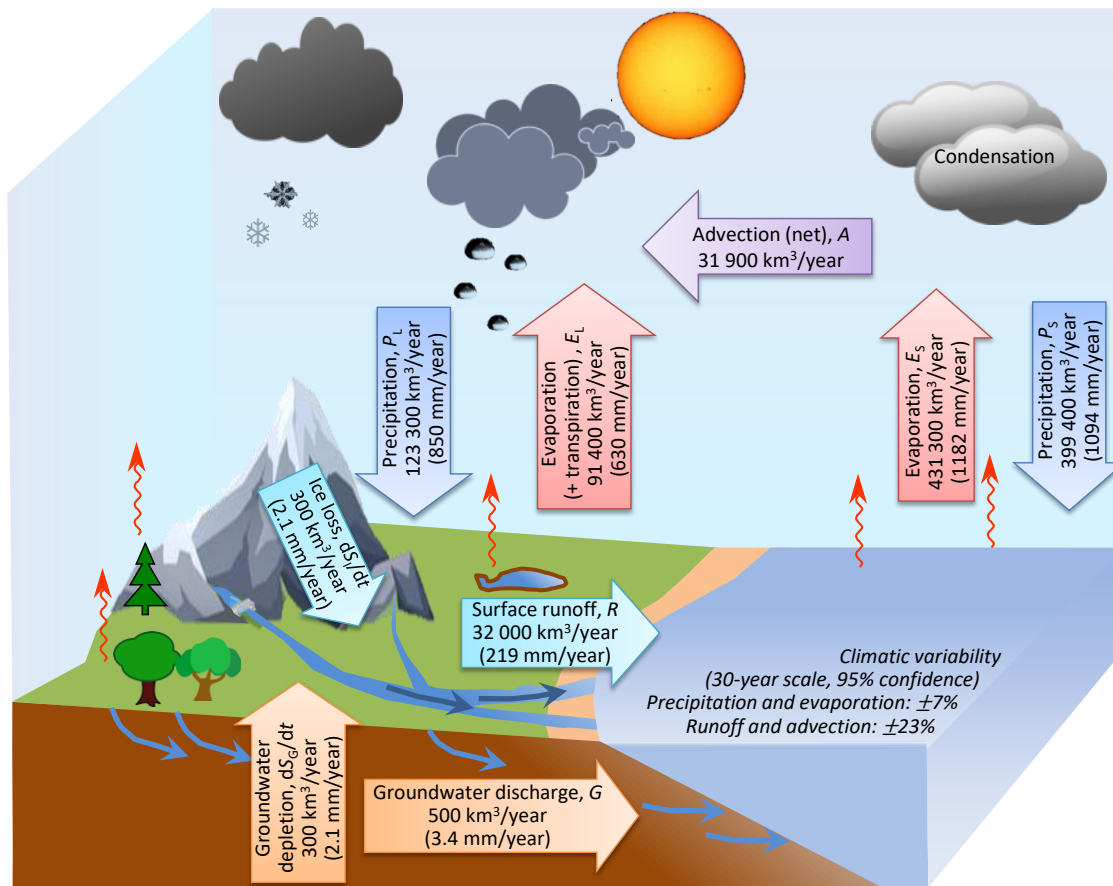 Condensation
Advection (net), A
31 900 km³/year
Precipitation, P_L
123 300 km³/year
(850 mm/year)
Evaporation
(+ transpiration) , E_L
91 400 km³/year
(630 mm/year)
Evaporation, E_S
431 300 km³/year
(1182 mm/year)
Precipitation, P_S
399 400 km³/year
(1094 mm/year)
Ice loss, dS_I/dt
300 km³/year
(2.1 mm/year)
Surface runoff, R
32 000 km³/year
(219 mm/year)
Climatic variability
(30-year scale, 95% confidence)
Precipitation and evaporation: ±7%
Runoff and advection: ±23%
Groundwater
depletion, dS_G/dt
300 km³/year
(2.1 mm/year)
Groundwater discharge, G
500 km³/year
(3.4 mm/year)